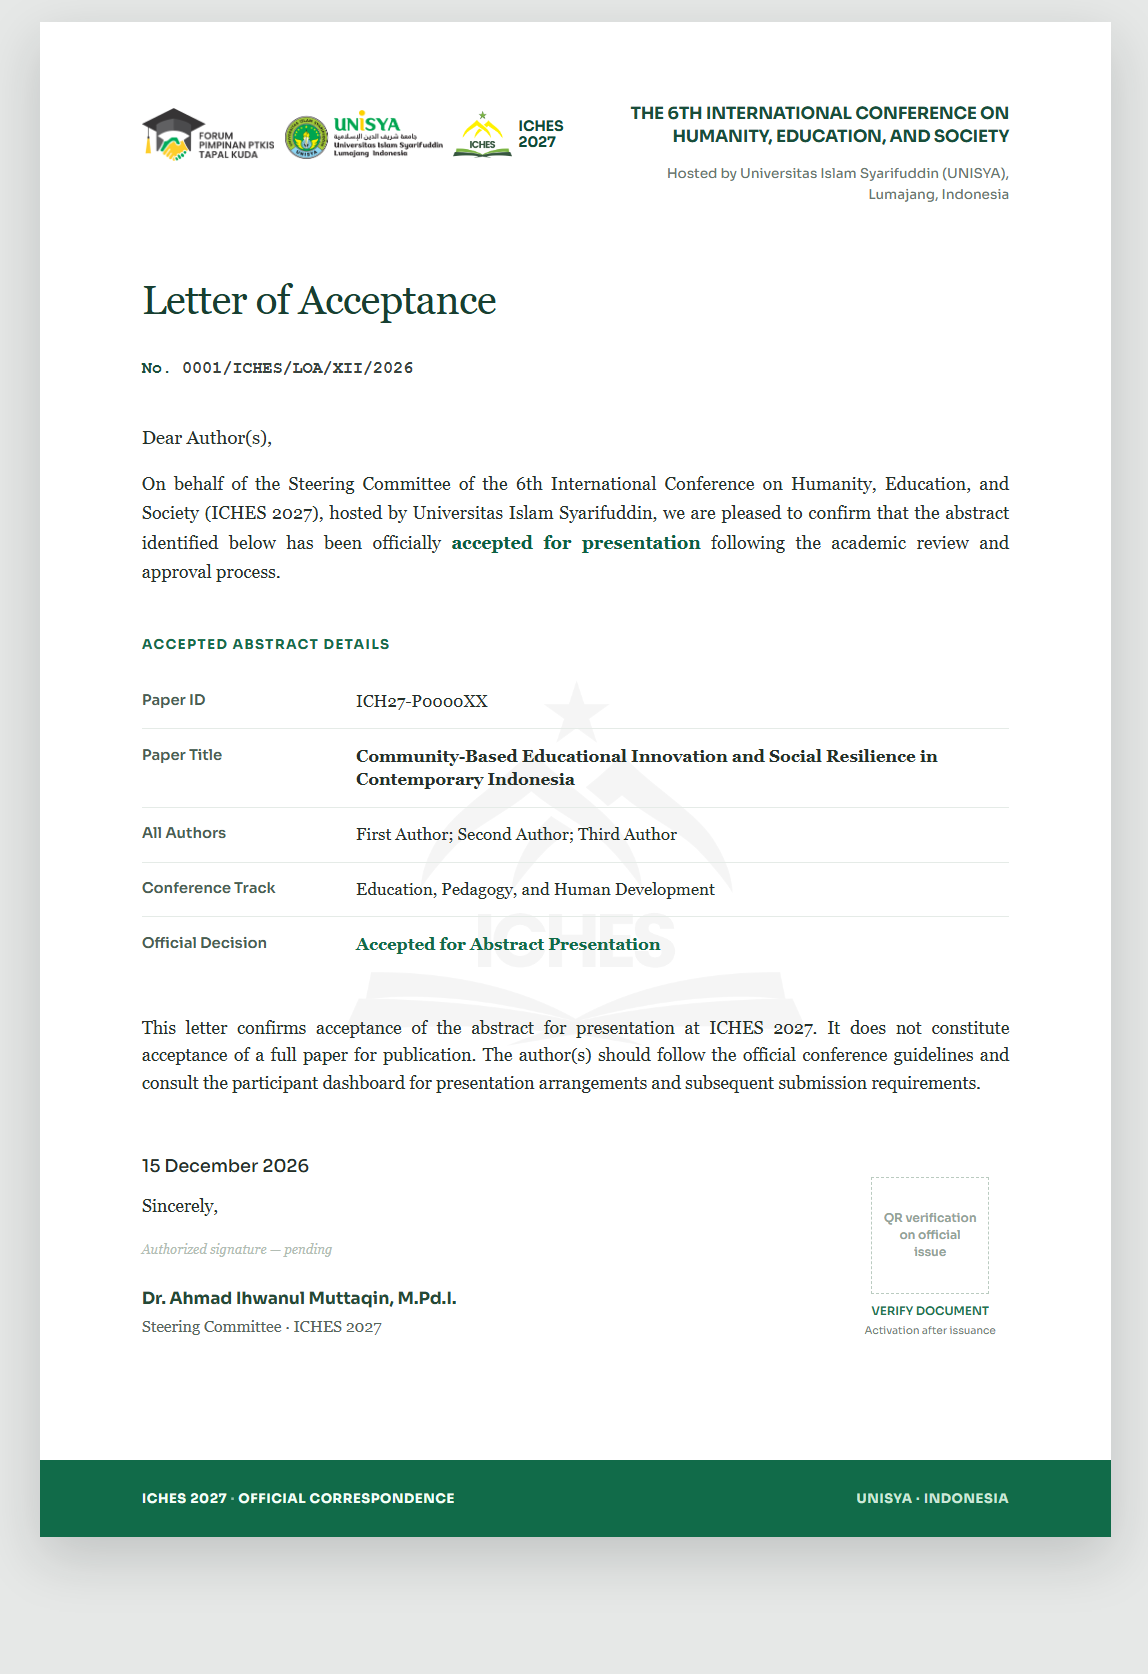 FORUM
PIMPINAN PTKIS
TAPAL KUDA
UNISYA
جامعة شريف الدين الإسلامية
Universitas Islam Syarifuddin
Lumajang Indonesia
ICHES
ICHES
2027
THE 6TH INTERNATIONAL CONFERENCE ON
HUMANITY, EDUCATION, AND SOCIETY
Hosted by Universitas Islam Syarifuddin (UNISYA),
Lumajang, Indonesia
Letter of Acceptance
No. 0001/ICHES/LOA/XII/2026
Dear Author(s),
On behalf of the Steering Committee of the 6th International Conference on Humanity, Education, and
Society (ICHES 2027), hosted by Universitas Islam Syarifuddin, we are pleased to confirm that the abstract
identified below has been officially accepted for presentation following the academic review and
approval process.
ACCEPTED ABSTRACT DETAILS
Paper ID ICH27-P0000XX
Paper Title Community-Based Educational Innovation and Social Resilience in
Contemporary Indonesia
All Authors First Author; Second Author; Third Author
Conference Track Education, Pedagogy, and Human Development
ICHES
Official Decision Accepted for Abstract Presentation
This letter confirms acceptance of the abstract for presentation at ICHES 2027. It does not constitute
acceptance of a full paper for publication. The author(s) should follow the official conference guidelines and
consult the participant dashboard for presentation arrangements and subsequent submission requirements.
15 December 2026
Sincerely,
Authorized signature — pending
Dr. Ahmad Ihwanul Muttaqin, M.Pd.I.
Steering Committee · ICHES 2027
QR verification
on official
issue
VERIFY DOCUMENT
Activation after issuance
ICHES 2027 · OFFICIAL CORRESPONDENCE
UNISYA · INDONESIA